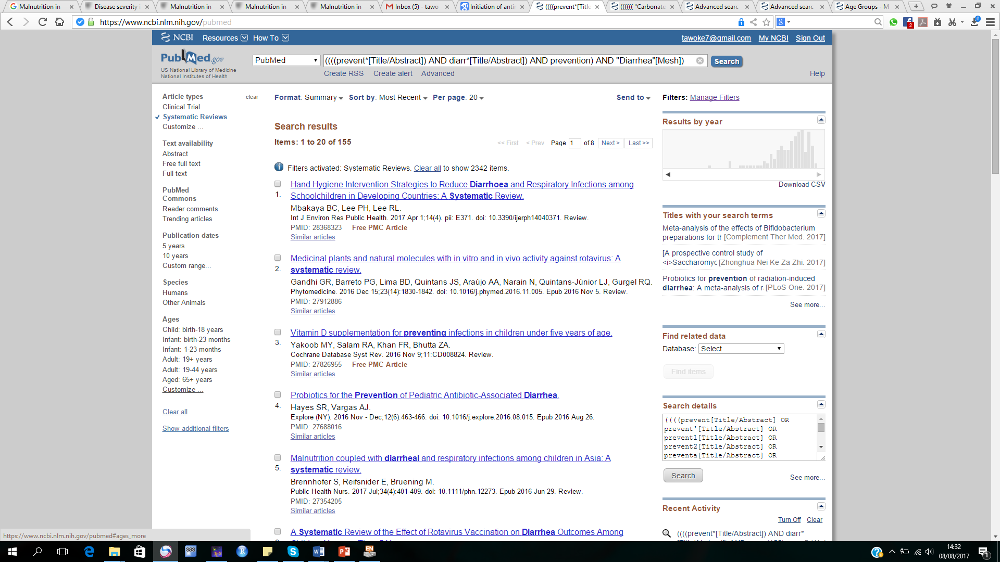 Malnutrition in
Disease severity i
Malnutrition in
Malnutrition in
Malnutrition in
Inbox (5) - tawo
Initiation of anti
((((prevent*[Title
(((((( "Carbonate
Advanced searc
Advanced searc
Age Groups - M
https://www.ncbi.nlm.nih.gov/pubmed
2
6
NCBI Resources How To
tawoke7@gmail.com My NCBI Sign Out
PubMed.gov
US National Library of Medicine
National Institutes of Health
PubMed
((((prevent*[Title/Abstract]) AND diarr*[Title/Abstract]) AND prevention) AND "Diarrhea"[Mesh])
Search
Create RSS Create alert Advanced
Help
Article types
clear
Clinical Trial
Systematic Reviews
Customize ...
Text availability
Abstract
Free full text
Full text
PubMed
Commons
Reader comments
Trending articles
Publication dates
5 years
10 years
Custom range...
Species
Humans
Other Animals
Ages
Child: birth-18 years
Infant: birth-23 months
Infant: 1-23 months
Adult: 19+ years
Adult: 19-44 years
Aged: 65+ years
Customize ...
Clear all
Show additional filters
Format: Summary Sort by: Most Recent Per page: 20
Send to
Search results
Items: 1 to 20 of 155
<< First < Prev Page 1 of 8 Next > Last >>
Filters activated: Systematic Reviews. Clear all to show 2342 items.
Hand Hygiene Intervention Strategies to Reduce Diarrhoea and Respiratory Infections among
1. Schoolchildren in Developing Countries: A Systematic Review.
Mbakaya BC, Lee PH, Lee RL.
Int J Environ Res Public Health. 2017 Apr 1;14(4). pii: E371. doi: 10.3390/ijerph14040371. Review.
PMID: 28368323 Free PMC Article
Similar articles
Medicinal plants and natural molecules with in vitro and in vivo activity against rotavirus: A
2. systematic review.
Gandhi GR, Barreto PG, Lima BD, Quintans JS, Araújo AA, Narain N, Quintans-Júnior LJ, Gurgel RQ.
Phytomedicine. 2016 Dec 15;23(14):1830-1842. doi: 10.1016/j.phymed.2016.11.005. Epub 2016 Nov 5. Review.
PMID: 27912886
Similar articles
Vitamin D supplementation for preventing infections in children under five years of age.
3. Yakoob MY, Salam RA, Khan FR, Bhutta ZA.
Cochrane Database Syst Rev. 2016 Nov 9;11:CD008824. Review.
PMID: 27826955 Free PMC Article
Similar articles
Probiotics for the Prevention of Pediatric Antibiotic-Associated Diarrhea.
4. Hayes SR, Vargas AJ.
Explore (NY). 2016 Nov - Dec;12(6):463-466. doi: 10.1016/j.explore.2016.08.015. Epub 2016 Aug 26.
PMID: 27688016
Similar articles
Malnutrition coupled with diarrheal and respiratory infections among children in Asia: A
5. systematic review.
Brennhofer S, Reifsnider E, Bruening M.
Public Health Nurs. 2017 Jul;34(4):401-409. doi: 10.1111/phn.12273. Epub 2016 Jun 29. Review.
PMID: 27354205
Similar articles
A Systematic Review of the Effect of Rotavirus Vaccination on Diarrhea Outcomes Among
Filters: Manage Filters
Results by year
Download CSV
Titles with your search terms
Meta-analysis of the effects of Bifidobacterium
preparations for th [Complement Ther Med. 2017]
[A prospective control study of
<i>Saccharomyc [Zhonghua Nei Ke Za Zhi. 2017]
Probiotics for prevention of radiation-induced
diarrhea: A meta-analysis of r [PLoS One. 2017]
See more...
Find related data
Database: Select
Find items
Search details
((((prevent[Title/Abstract] OR
prevent'[Title/Abstract] OR
prevent1[Title/Abstract] OR
prevent2[Title/Abstract] OR
preventa[Title/Abstract] OR
Search
See more...
Recent Activity
Turn Off Clear
((((prevent*[Title/Abstract]) AND diarr*
https://www.ncbi.nlm.nih.gov/pubmed#ages_more
14:32
08/08/2017
1